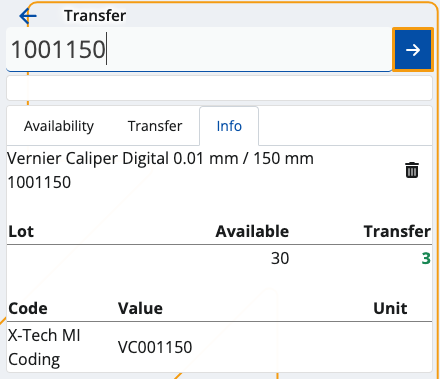 Transfer
1001150
Availability Transfer Info
Vernier Caliper Digital 0.01 mm / 150 mm
1001150
Lot Available Transfer
30 3
Code Value Unit
X-Tech MI
Coding VC001150